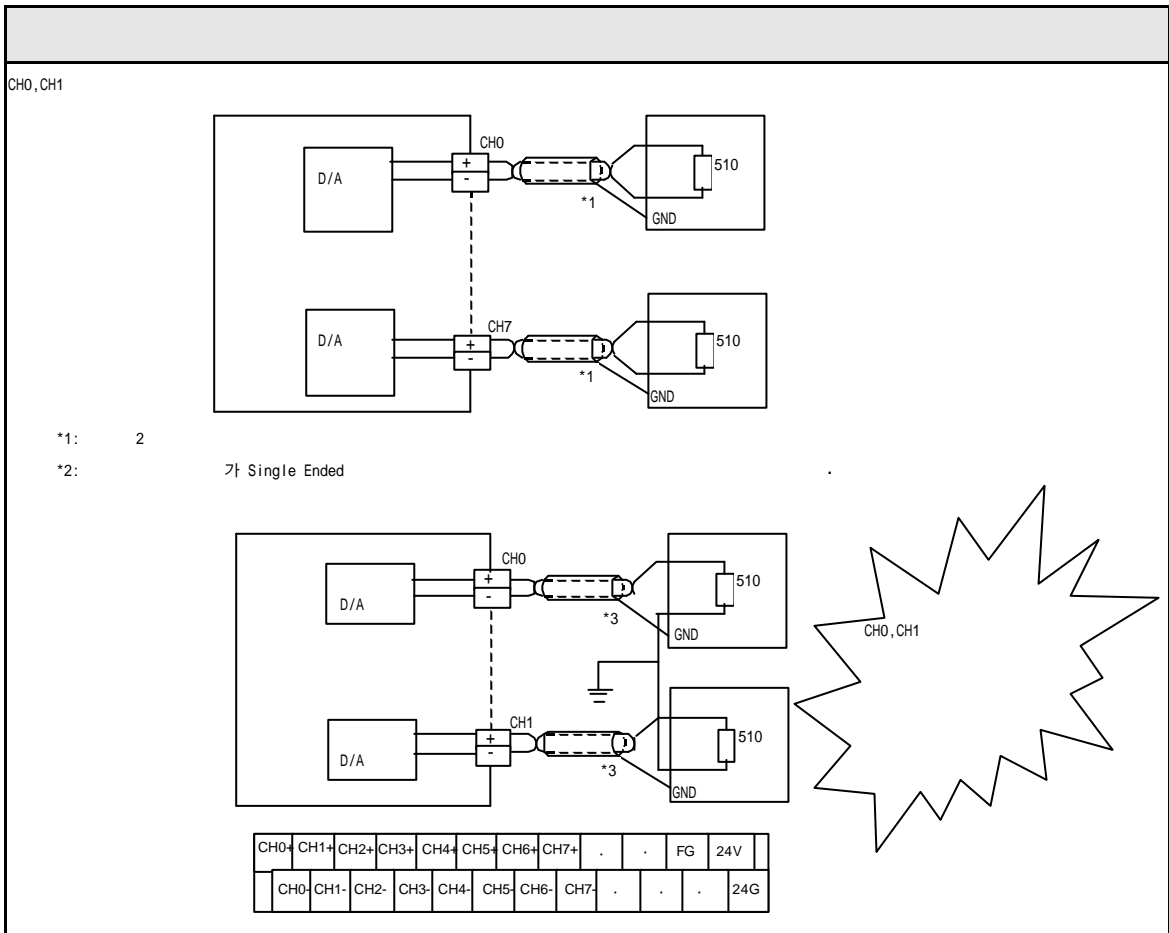 CH0,CH1
CH0
D/A + - 510
*1 GND
CH7
D/A + - 510
*1 GND
*1: 2
*2: 가 Single Ended .
CH0
D/A + - 510
*3 GND
CH0,CH1
CH1
D/A + - 510
*3 GND
CH0+ CH1+ CH2+ CH3+ CH4+ CH5+ CH6+ CH7+ . . FG 24V
CH0- CH1- CH2- CH3- CH4- CH5- CH6- CH7- . . . 24G